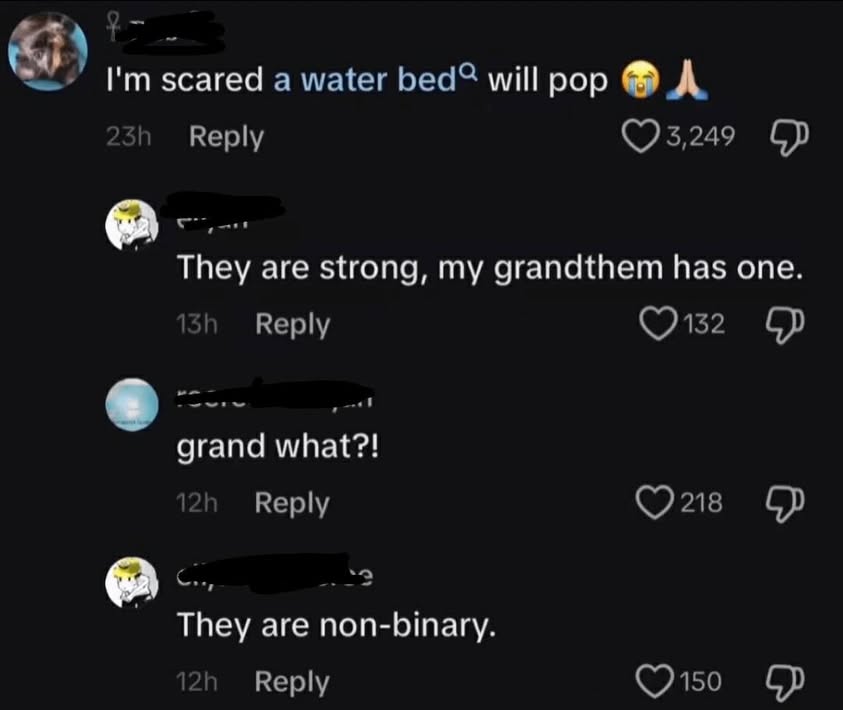 I'm scared a water bed will pop 😭🙏🏼
23h Reply 3,249
They are strong, my grandthem has one.
13h Reply 132
grand what?!
12h Reply 218
They are non-binary.
12h Reply 150